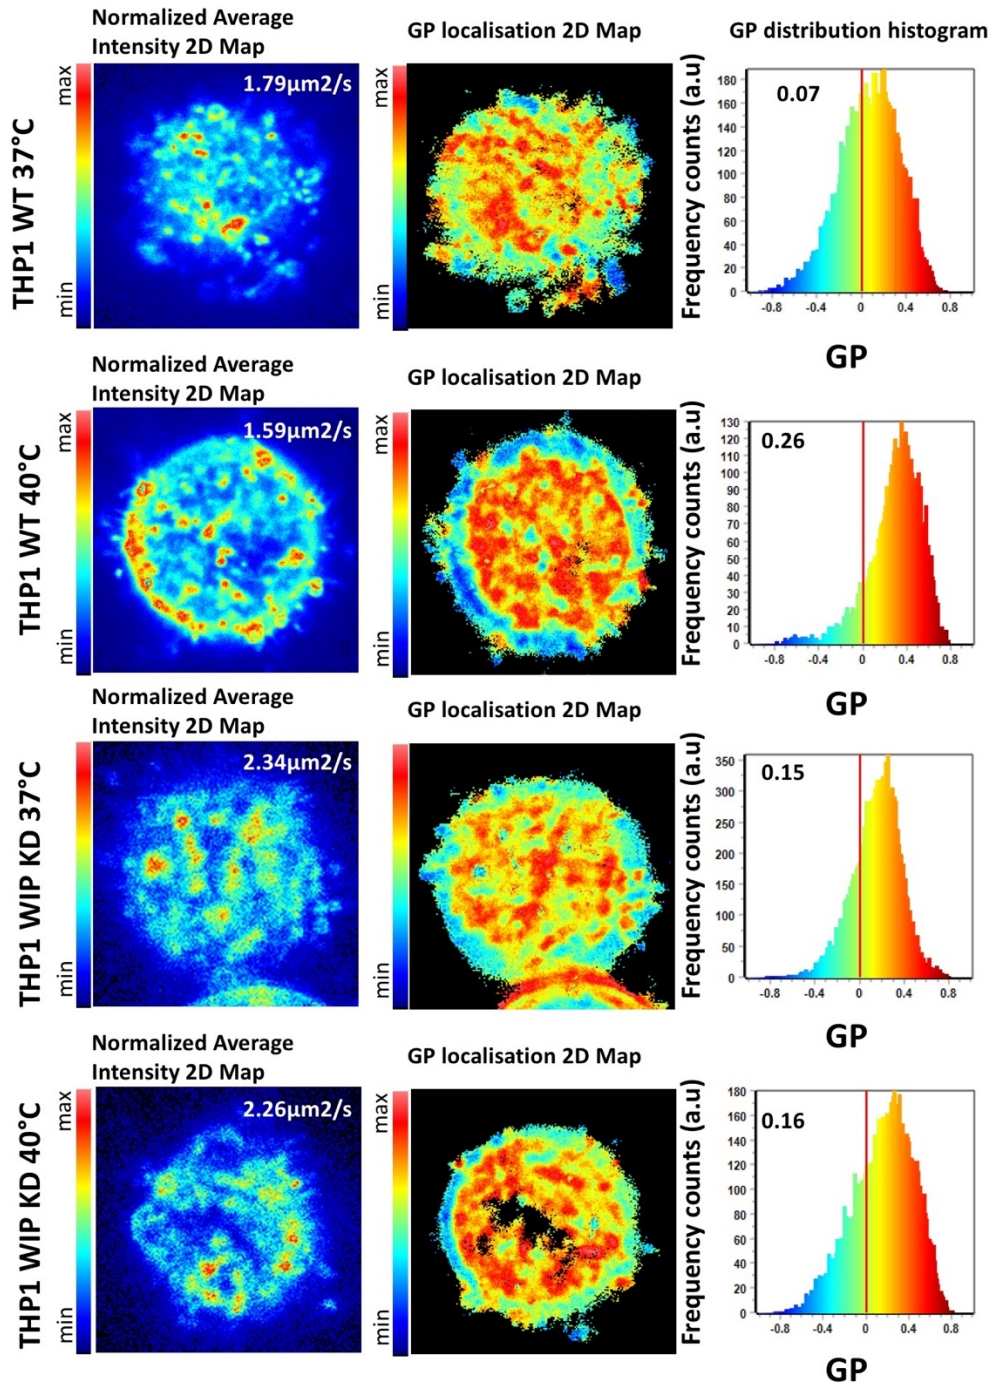 Normalized Average
Intensity 2D Map
GP localisation 2D Map
GP distribution histogram
THP1 WT 37°C
max
min
1.79µm2/s
max
min
Frequency counts (a.u)
0.07
180
160
140
120
100
80
60
40
20
0
-0.8 -0.4 0 0.4 0.8
GP
Normalized Average
Intensity 2D Map
GP localisation 2D Map
THP1 WT 40°C
max
min
1.59µm2/s
max
min
Frequency counts (a.u)
0.26
130
120
110
100
90
80
70
60
50
40
30
20
10
0
-0.8 -0.4 0 0.4 0.8
GP
Normalized Average
Intensity 2D Map
GP localisation 2D Map
THP1 WIP KD 37°C
max
min
2.34µm2/s
max
min
Frequency counts (a.u)
0.15
350
300
250
200
150
100
50
0
-0.8 -0.4 0 0.4 0.8
GP
Normalized Average
Intensity 2D Map
GP localisation 2D Map
THP1 WIP KD 40°C
max
min
2.26µm2/s
max
min
Frequency counts (a.u)
0.16
180
160
140
120
100
80
60
40
20
0
-0.8 -0.4 0 0.4 0.8
GP